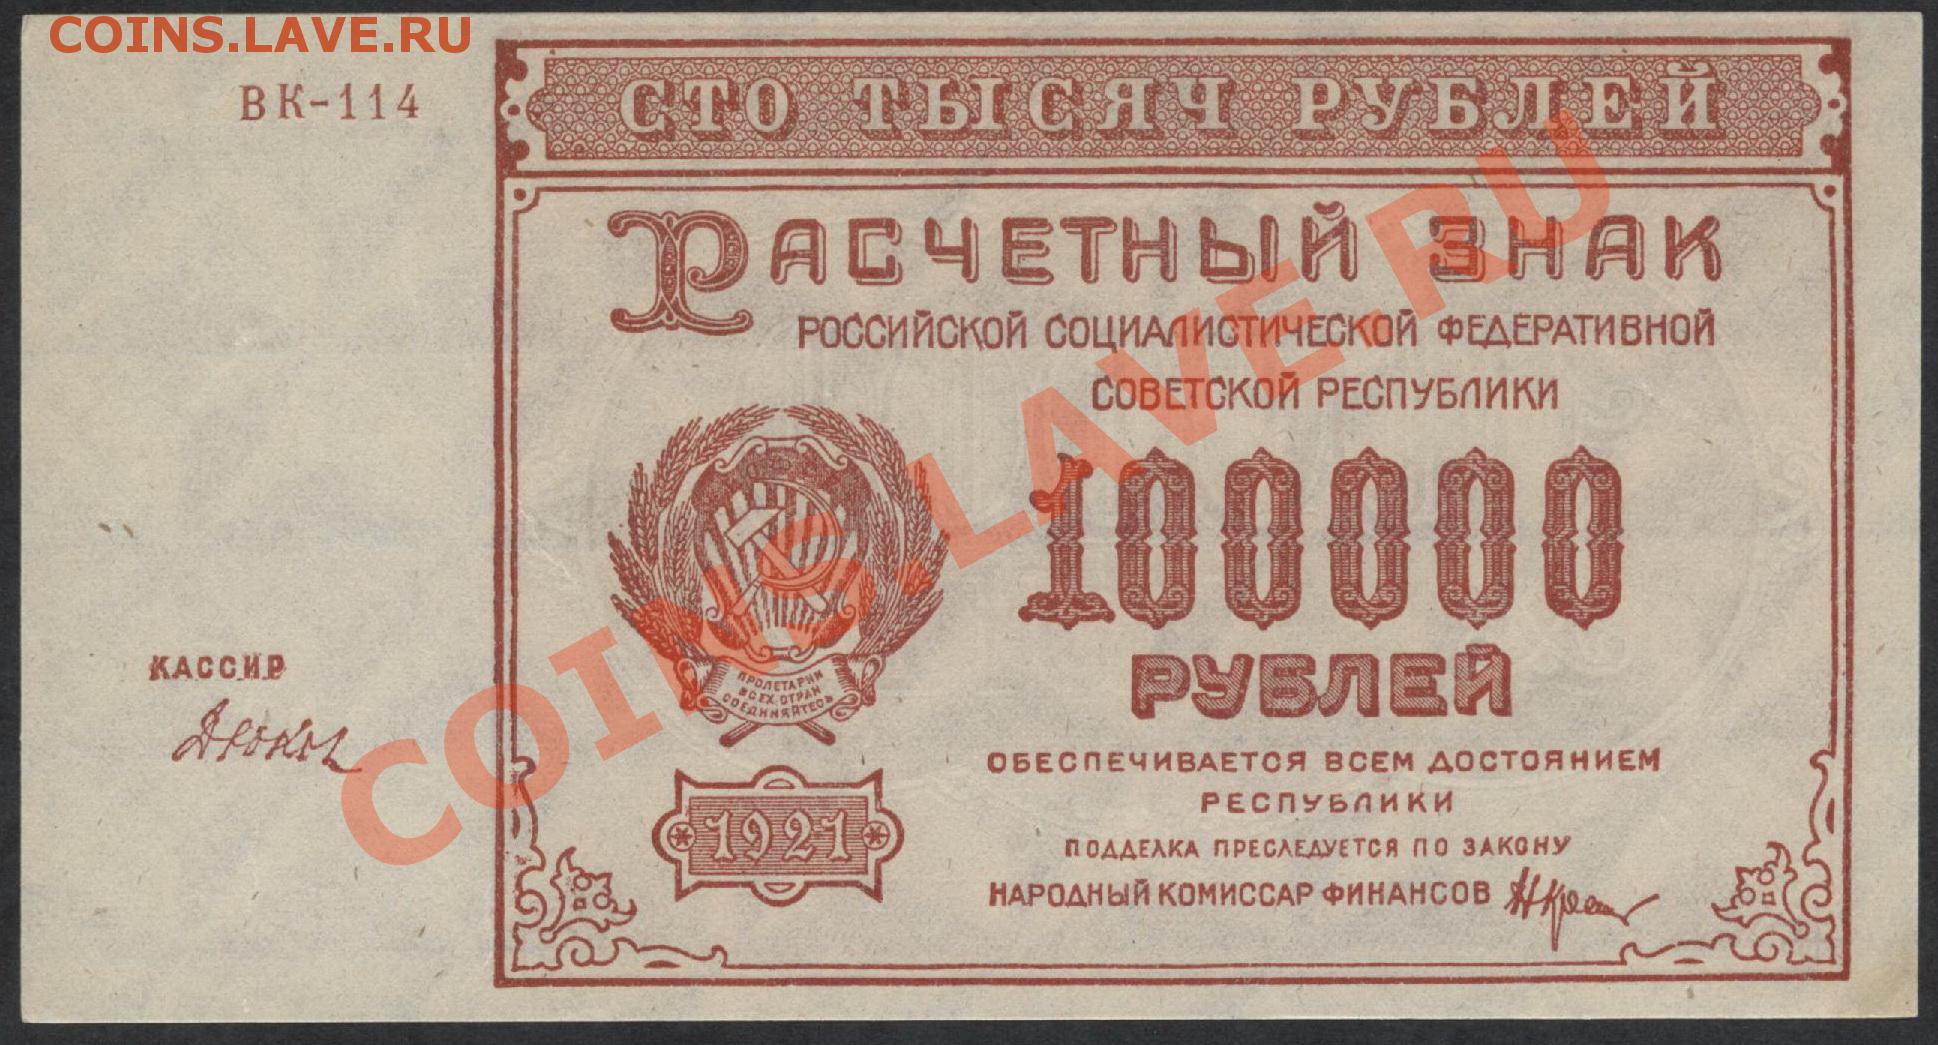 COINS.LAVE.RU
ВК-114
СТО ТЫСЯЧ РУБЛЕЙ
РАСЧЕТНЫЙ ЗНАК
РОССИЙСКОЙ СОЦИАЛИСТИЧЕСКОЙ ФЕДЕРАТИВНОЙ
СОВЕТСКОЙ РЕСПУБЛИКИ
100000
РУБЛЕЙ
ПРОЛЕТАРИИ
ВСЕХ СТРАН
СОЕДИНЯЙТЕСЬ
КАССИР
1921
ОБЕСПЕЧИВАЕТСЯ ВСЕМ ДОСТОЯНИЕМ
РЕСПУБЛИКИ
ПОДДЕЛКА ПРЕСЛЕДУЕТСЯ ПО ЗАКОНУ
НАРОДНЫЙ КОМИССАР ФИНАНСОВ
COINS.LAVE.RU